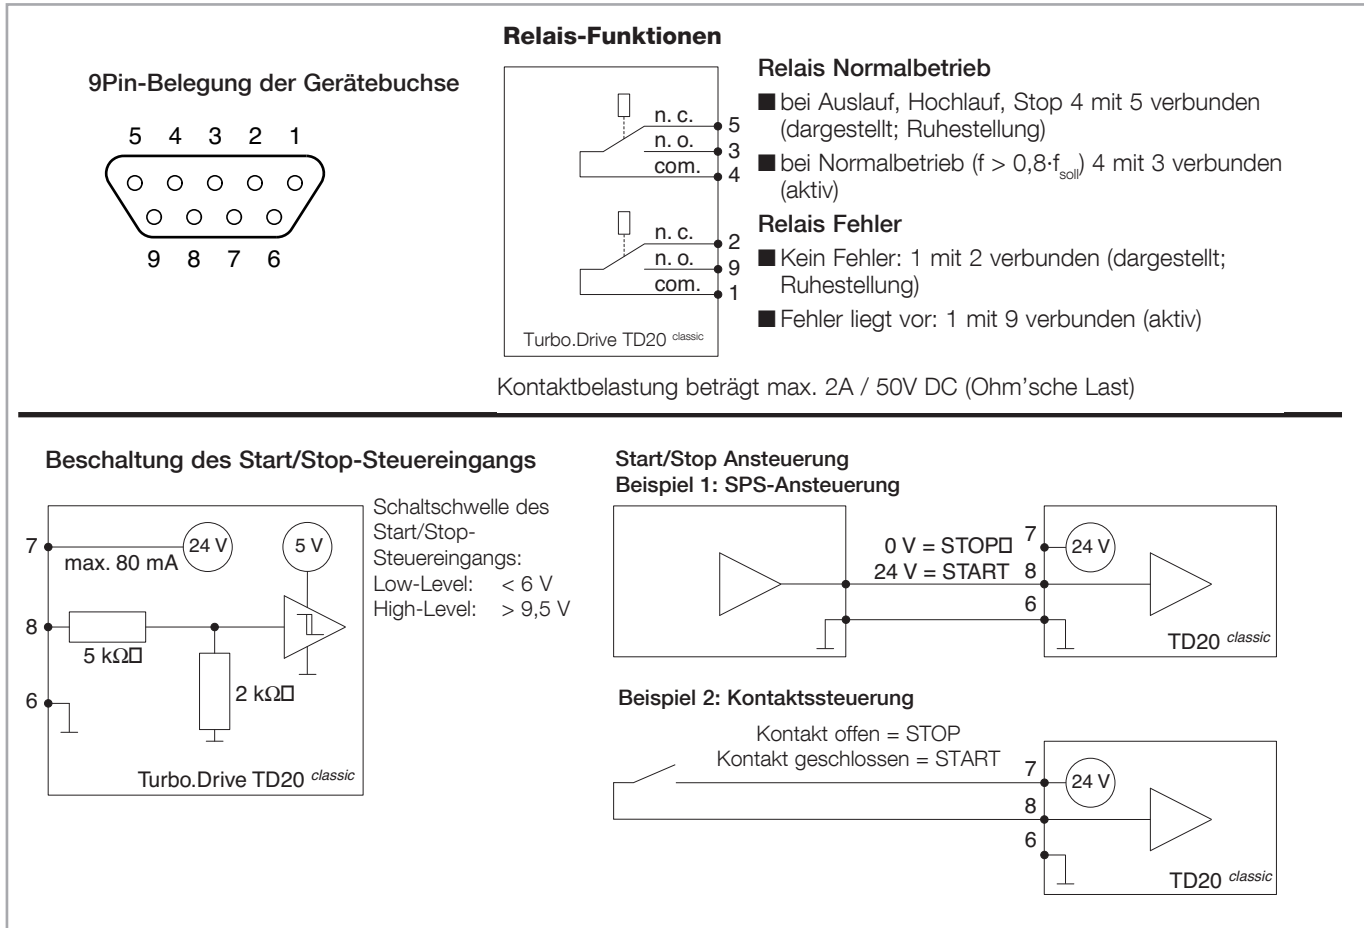 9Pin-Belegung der Gerätebuchse
5 4 3 2 1
9 8 7 6
Relais-Funktionen
n. c. 5
n. o. 3
com. 4
n. c. 2
n. o. 9
com. 1
Turbo.Drive TD20 classic
Relais Normalbetrieb
■ bei Auslauf, Hochlauf, Stop 4 mit 5 verbunden
(dargestellt; Ruhestellung)
■ bei Normalbetrieb (f > 0,8·fsoll) 4 mit 3 verbunden
(aktiv)
Relais Fehler
■ Kein Fehler: 1 mit 2 verbunden (dargestellt;
Ruhestellung)
■ Fehler liegt vor: 1 mit 9 verbunden (aktiv)
Kontaktbelastung beträgt max. 2A / 50V DC (Ohm'sche Last)
Beschaltung des Start/Stop-Steuereingangs
7
max. 80 mA
24 V
5 V
8
5 kΩ□
2 kΩ□
6
Turbo.Drive TD20 classic
Schaltschwelle des
Start/Stop-
Steuereingangs:
Low-Level: < 6 V
High-Level: > 9,5 V
Start/Stop Ansteuerung
Beispiel 1: SPS-Ansteuerung
0 V = STOP□
24 V = START
7
24 V
8
6
TD20 classic
Beispiel 2: Kontaktssteuerung
Kontakt offen = STOP
Kontakt geschlossen = START
7
24 V
8
6
TD20 classic